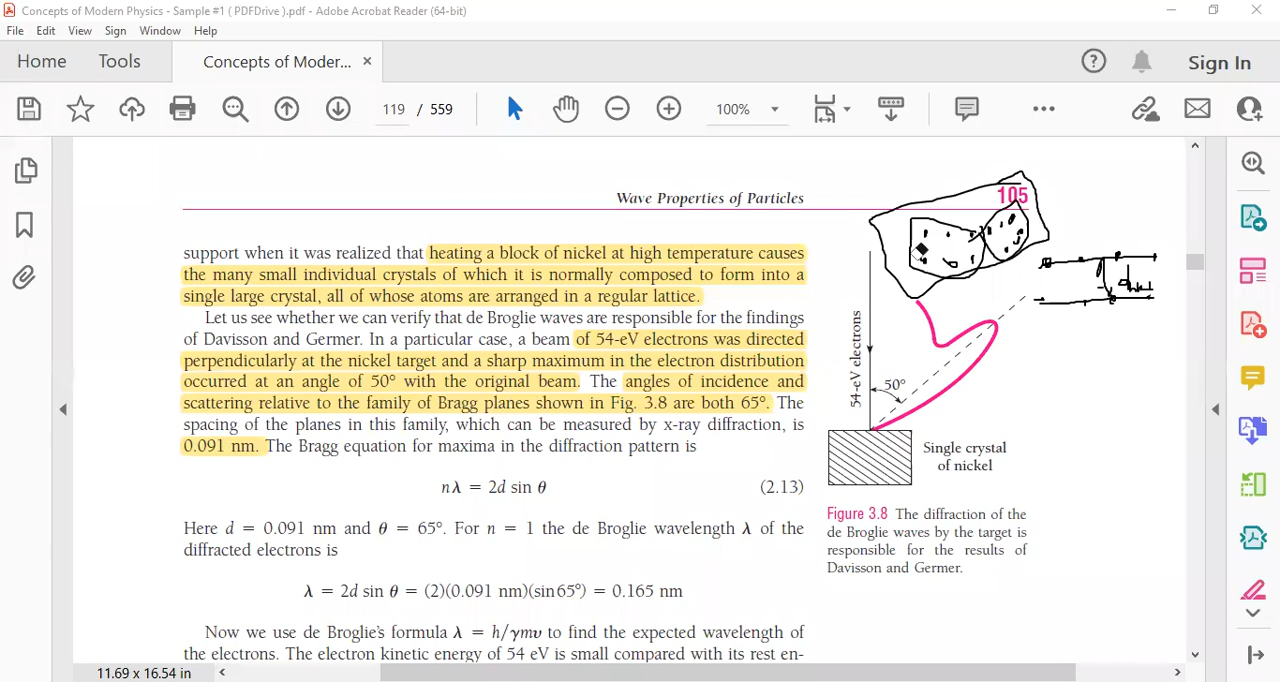 Concepts of Modern Physics - Sample #1 ( PDFDrive ).pdf - Adobe Acrobat Reader (64-bit)
File Edit View Sign Window Help
Home Tools Concepts of Moder... × Sign In
119 / 559 100%
Wave Properties of Particles 105
support when it was realized that heating a block of nickel at high temperature causes
the many small individual crystals of which it is normally composed to form into a
single large crystal, all of whose atoms are arranged in a regular lattice.
Let us see whether we can verify that de Broglie waves are responsible for the findings
of Davisson and Germer. In a particular case, a beam of 54-eV electrons was directed
perpendicularly at the nickel target and a sharp maximum in the electron distribution
occurred at an angle of 50° with the original beam. The angles of incidence and
scattering relative to the family of Bragg planes shown in Fig. 3.8 are both 65°. The
spacing of the planes in this family, which can be measured by x-ray diffraction, is
0.091 nm. The Bragg equation for maxima in the diffraction pattern is
nλ = 2d sin θ (2.13)
Here d = 0.091 nm and θ = 65°. For n = 1 the de Broglie wavelength λ of the
diffracted electrons is
λ = 2d sin θ = (2)(0.091 nm)(sin65°) = 0.165 nm
Now we use de Broglie's formula λ = h/γmυ to find the expected wavelength of
the electrons. The electron kinetic energy of 54 eV is small compared with its rest en-
dhkl
54-eV electrons
50°
Single crystal
of nickel
Figure 3.8 The diffraction of the
de Broglie waves by the target is
responsible for the results of
Davisson and Germer.
11.69 x 16.54 in